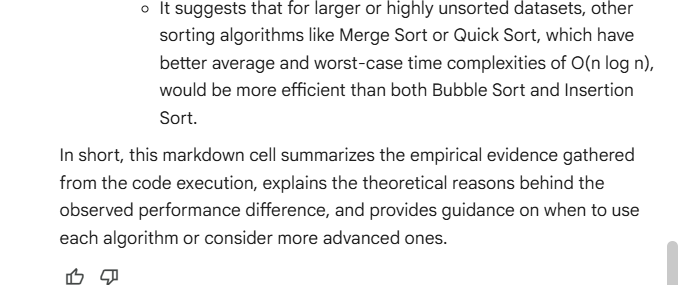 It suggests that for larger or highly unsorted datasets, other
sorting algorithms like Merge Sort or Quick Sort, which have
better average and worst-case time complexities of O(n log n),
would be more efficient than both Bubble Sort and Insertion
Sort.
In short, this markdown cell summarizes the empirical evidence gathered
from the code execution, explains the theoretical reasons behind the
observed performance difference, and provides guidance on when to use
each algorithm or consider more advanced ones.